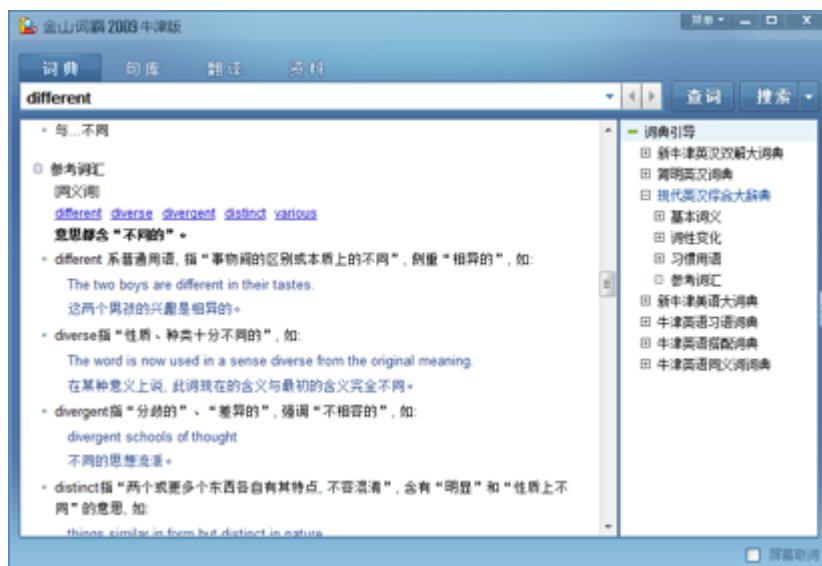 金山词霸 2009 牛津版
菜单
词典 句库 翻译 资料
different
查词 搜索
与...不同
参考词汇
[同义词]
different diverse divergent distinct various
意思都含“不同的”。
different 系普通用语, 指“事物间的区别或本质上的不同”, 侧重“相异的”, 如:
The two boys are different in their tastes.
这两个男孩的兴趣是相异的。
diverse指“性质、种类十分不同的”, 如:
The word is now used in a sense diverse from the original meaning.
在某种意义上说, 此词现在的含义与最初的含义完全不同。
divergent指“分歧的”、“差异的”, 强调“不相容的”, 如:
divergent schools of thought
不同的思想流派。
distinct指“两个或更多个东西各自有其特点, 不容混淆”, 含有“明显”和“性质上不
同”的意思, 如:
things similar in form but distinct in nature
词典引导
新牛津英汉双解大词典
简明英汉词典
现代英汉综合大辞典
基本词义
词性变化
习惯用语
参考词汇
新牛津美语大词典
牛津英语习语词典
牛津英语搭配词典
牛津英语同义词词典
屏幕取词